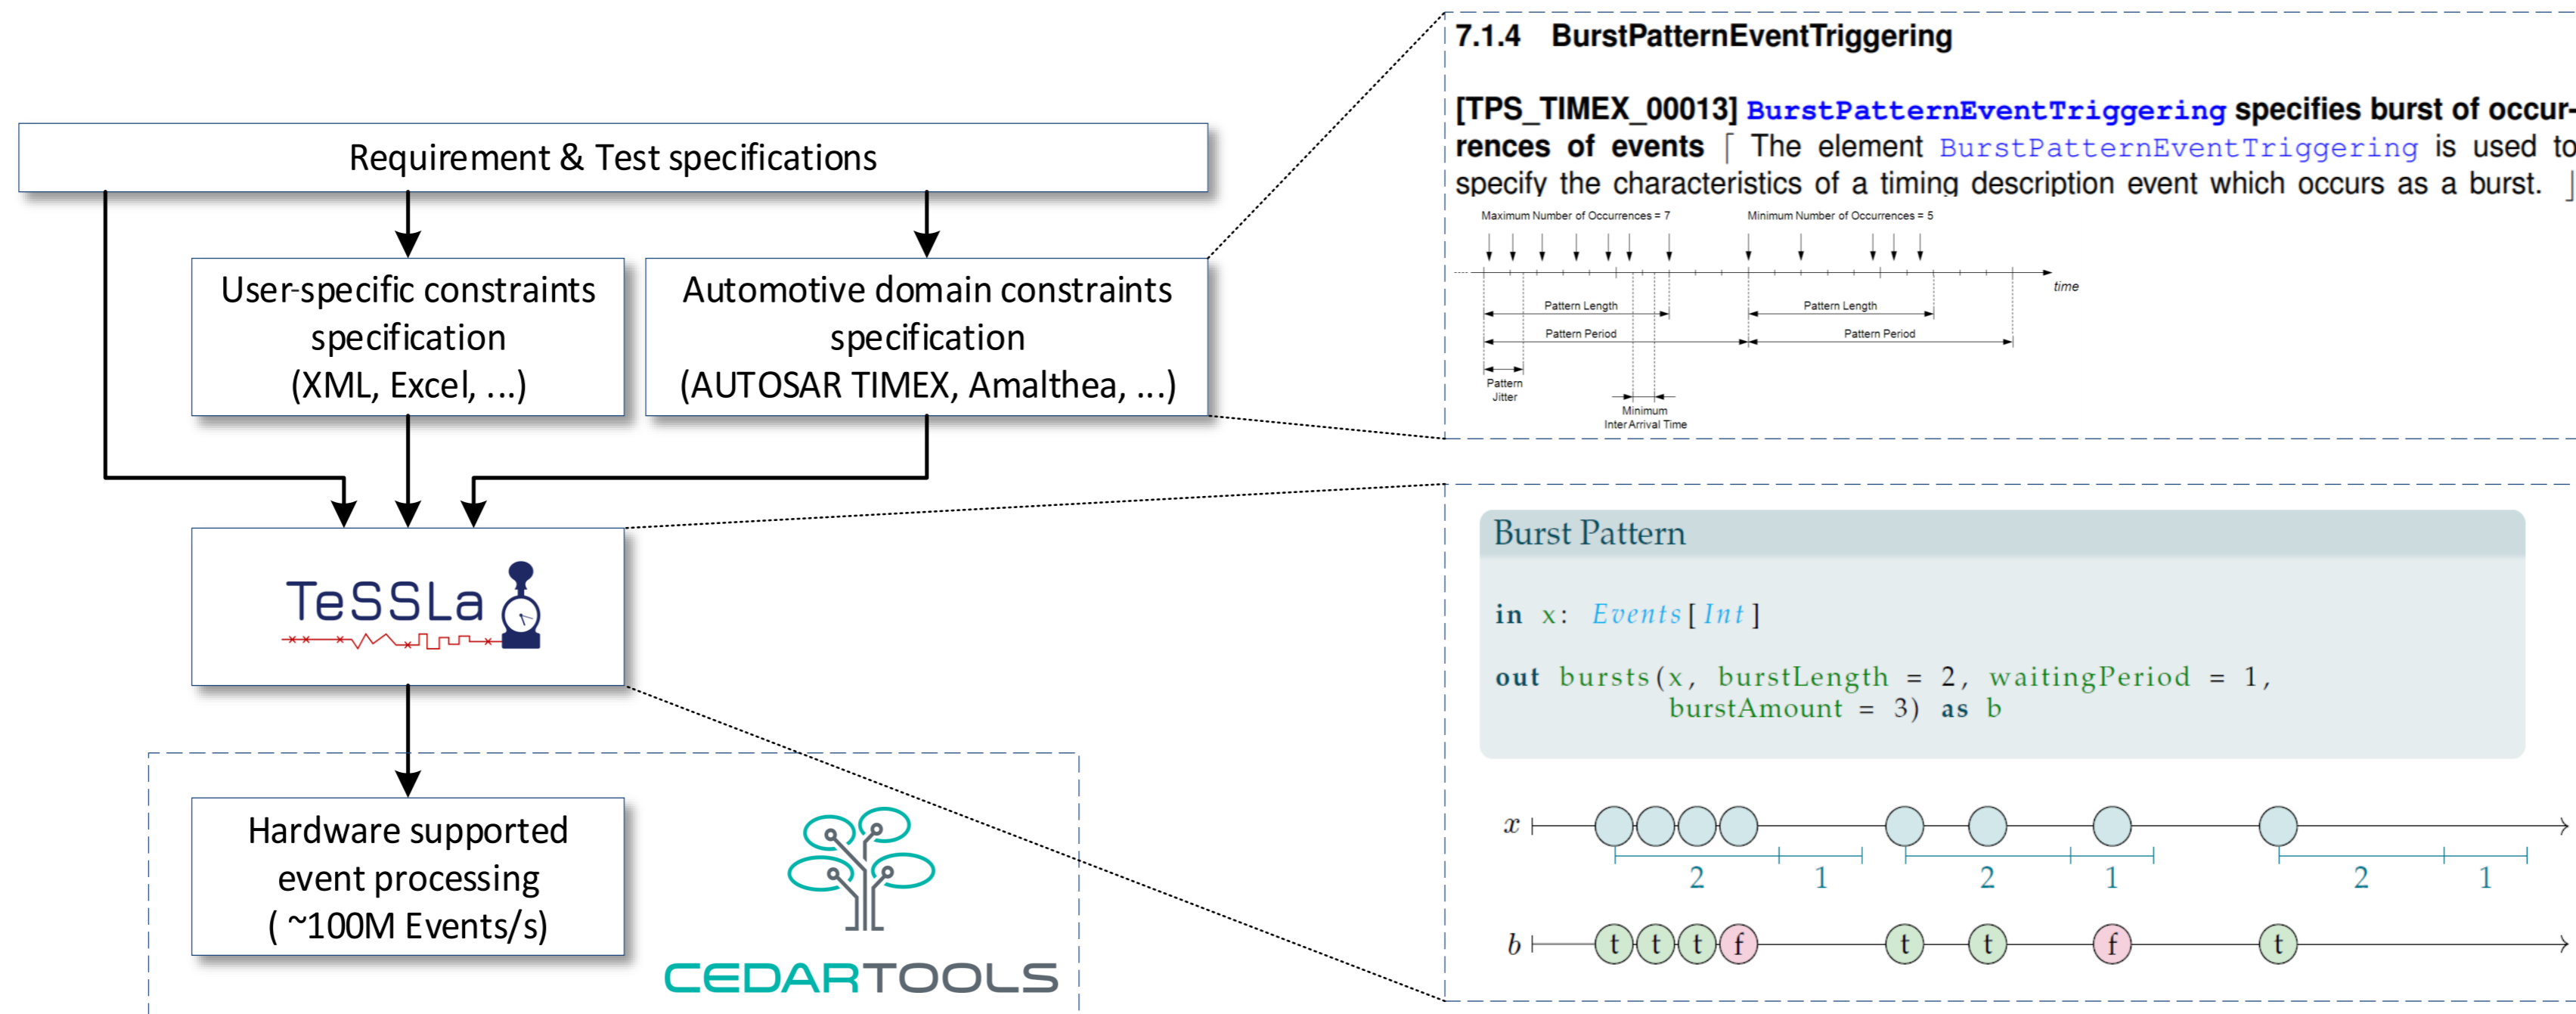 Requirement & Test specifications
User-specific constraints
specification
(XML, Excel, ...)
Automotive domain constraints
specification
(AUTOSAR TIMEX, Amalthea, ...)
TeSSLa
Hardware supported
event processing
( ~100M Events/s)
CEDARTOOLS
7.1.4 BurstPatternEventTriggering
[TPS_TIMEX_00013] BurstPatternEventTriggering specifies burst of occur-
rences of events ⌈ The element BurstPatternEventTriggering is used to
specify the characteristics of a timing description event which occurs as a burst. ⌋
Maximum Number of Occurrences = 7
Minimum Number of Occurrences = 5
time
Pattern Length
Pattern Length
Pattern Period
Pattern Period
Pattern
Jitter
Minimum
Inter Arrival Time
Burst Pattern
in x: Events[Int]
out bursts(x, burstLength = 2, waitingPeriod = 1,
burstAmount = 3) as b
x
2 1 2 1 2 1
b t t t f t t f t